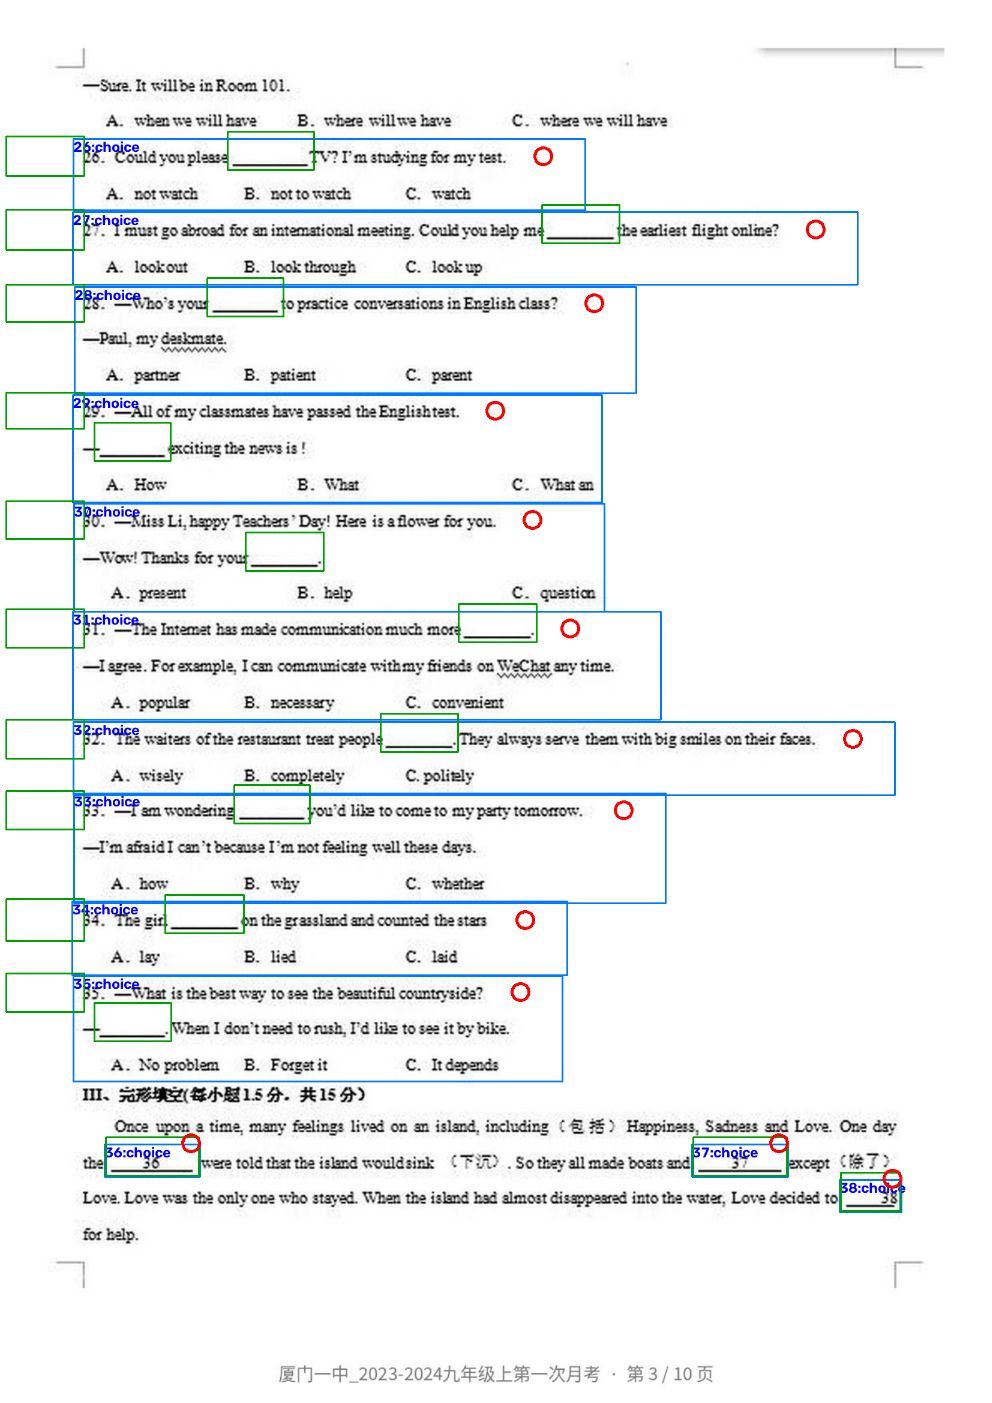 —Sure. It will be in Room 101.
A. when we will have B. where will we have C. where we will have
26:choice
26. Could you please ________ TV? I'm studying for my test.
A. not watch B. not to watch C. watch
27:choice
27. I must go abroad for an international meeting. Could you help me ________ the earliest flight online?
A. look out B. look through C. look up
28:choice
28. —Who's your ________ to practice conversations in English class?
—Paul, my deskmate.
A. partner B. patient C. parent
29:choice
29. —All of my classmates have passed the English test.
—________ exciting the news is !
A. How B. What C. What an
30:choice
30. —Miss Li, happy Teachers' Day! Here is a flower for you.
—Wow! Thanks for your ________.
A. present B. help C. question
31:choice
31. —The Internet has made communication much more ________.
—I agree. For example, I can communicate with my friends on WeChat any time.
A. popular B. necessary C. convenient
32:choice
32. The waiters of the restaurant treat people ________. They always serve them with big smiles on their faces.
A. wisely B. completely C. politely
33:choice
33. —I am wondering ________ you'd like to come to my party tomorrow.
—I'm afraid I can't because I'm not feeling well these days.
A. how B. why C. whether
34:choice
34. The girl ________ on the grassland and counted the stars
A. lay B. lied C. laid
35:choice
35. —What is the best way to see the beautiful countryside?
—________. When I don't need to rush, I'd like to see it by bike.
A. No problem B. Forget it C. It depends
III、完形填空(每小题1.5分．共15分）
Once upon a time, many feelings lived on an island, including（包括）Happiness, Sadness and Love. One day
36:choice 37:choice
the ____36____ were told that the island would sink （下沉）. So they all made boats and ____37____ except （除了）
38:choice
Love. Love was the only one who stayed. When the island had almost disappeared into the water, Love decided to ____38
for help.
厦门一中_2023-2024九年级上第一次月考 · 第 3 / 10 页